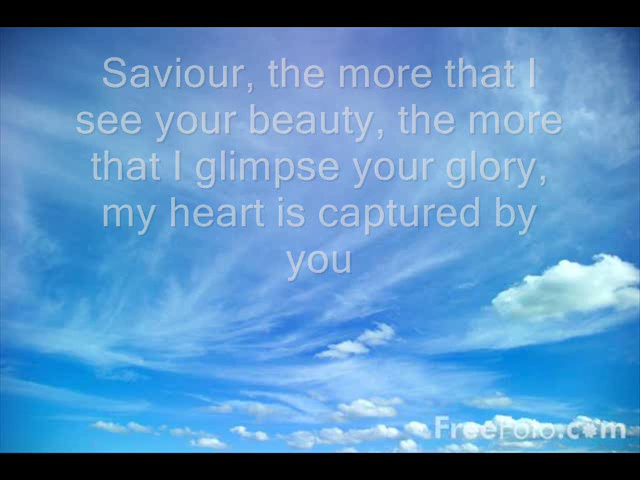 Saviour, the more that I
see your beauty, the more
that I glimpse your glory,
my heart is captured by
you
FreeFoto.com